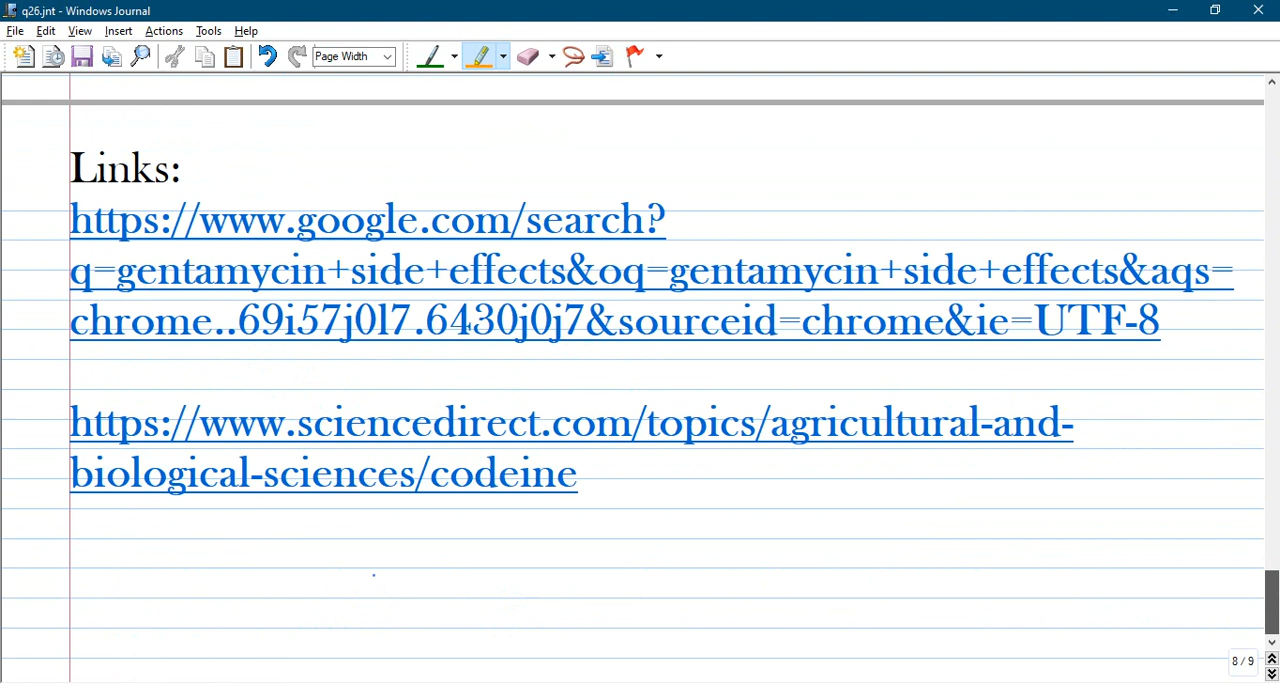 q26.jnt - Windows Journal
File Edit View Insert Actions Tools Help
Page Width
Links:
https://www.google.com/search?
q=gentamycin+side+effects&oq=gentamycin+side+effects&aqs=
chrome..69i57j0l7.6430j0j7&sourceid=chrome&ie=UTF-8
https://www.sciencedirect.com/topics/agricultural-and-
biological-sciences/codeine
8 / 9